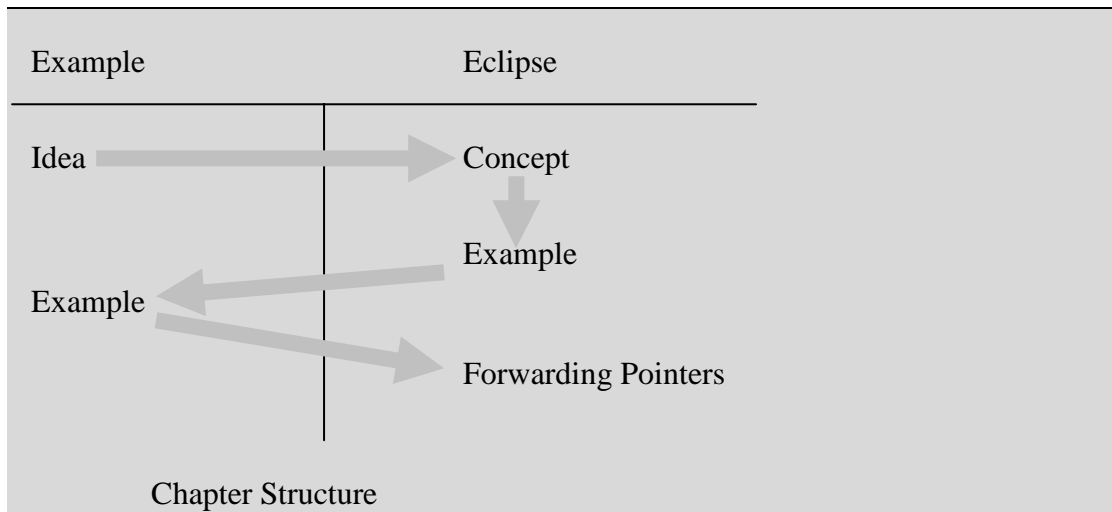 Example Eclipse
Idea Concept
Example
Example
Forwarding Pointers
Chapter Structure